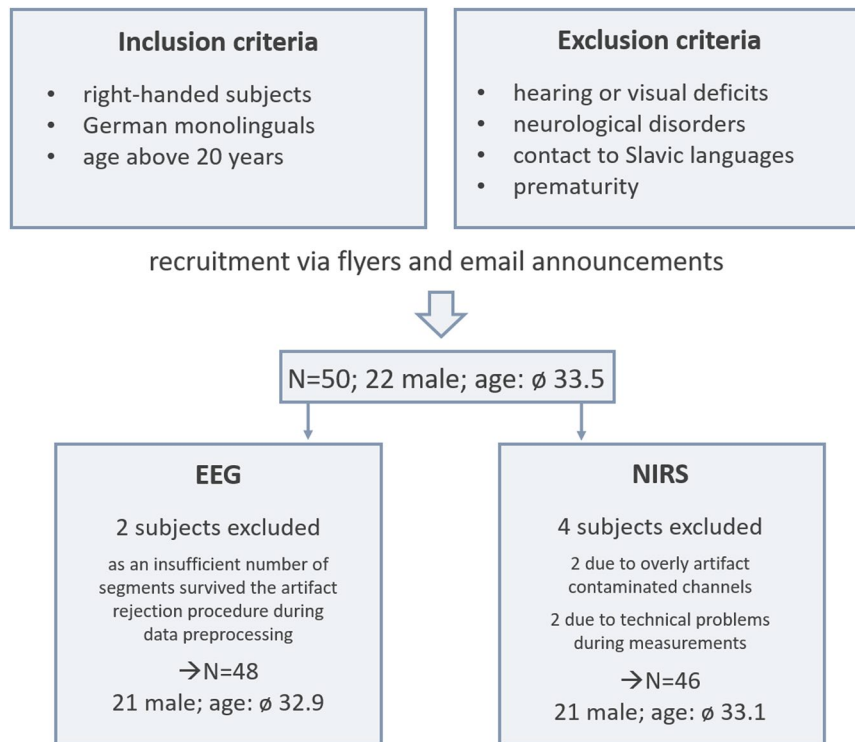 Inclusion criteria
• right-handed subjects
• German monolinguals
• age above 20 years
Exclusion criteria
• hearing or visual deficits
• neurological disorders
• contact to Slavic languages
• prematurity
recruitment via flyers and email announcements
N=50; 22 male; age: ø 33.5
EEG
2 subjects excluded
as an insufficient number of
segments survived the artifact
rejection procedure during
data preprocessing
→N=48
21 male; age: ø 32.9
NIRS
4 subjects excluded
2 due to overly artifact
contaminated channels
2 due to technical problems
during measurements
→N=46
21 male; age: ø 33.1